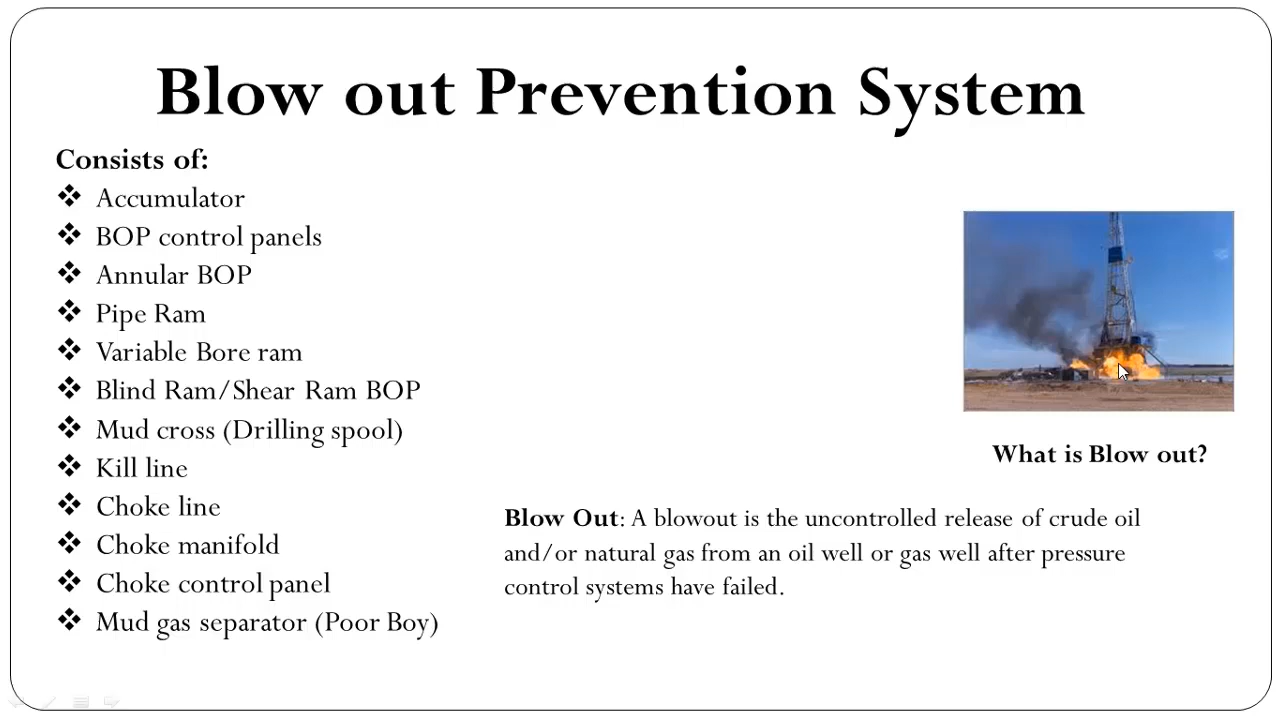 Blow out Prevention System
Consists of:
Accumulator
BOP control panels
Annular BOP
Pipe Ram
Variable Bore ram
Blind Ram/Shear Ram BOP
Mud cross (Drilling spool)
Kill line
Choke line
Choke manifold
Choke control panel
Mud gas separator (Poor Boy)
What is Blow out?
Blow Out: A blowout is the uncontrolled release of crude oil
and/or natural gas from an oil well or gas well after pressure
control systems have failed.